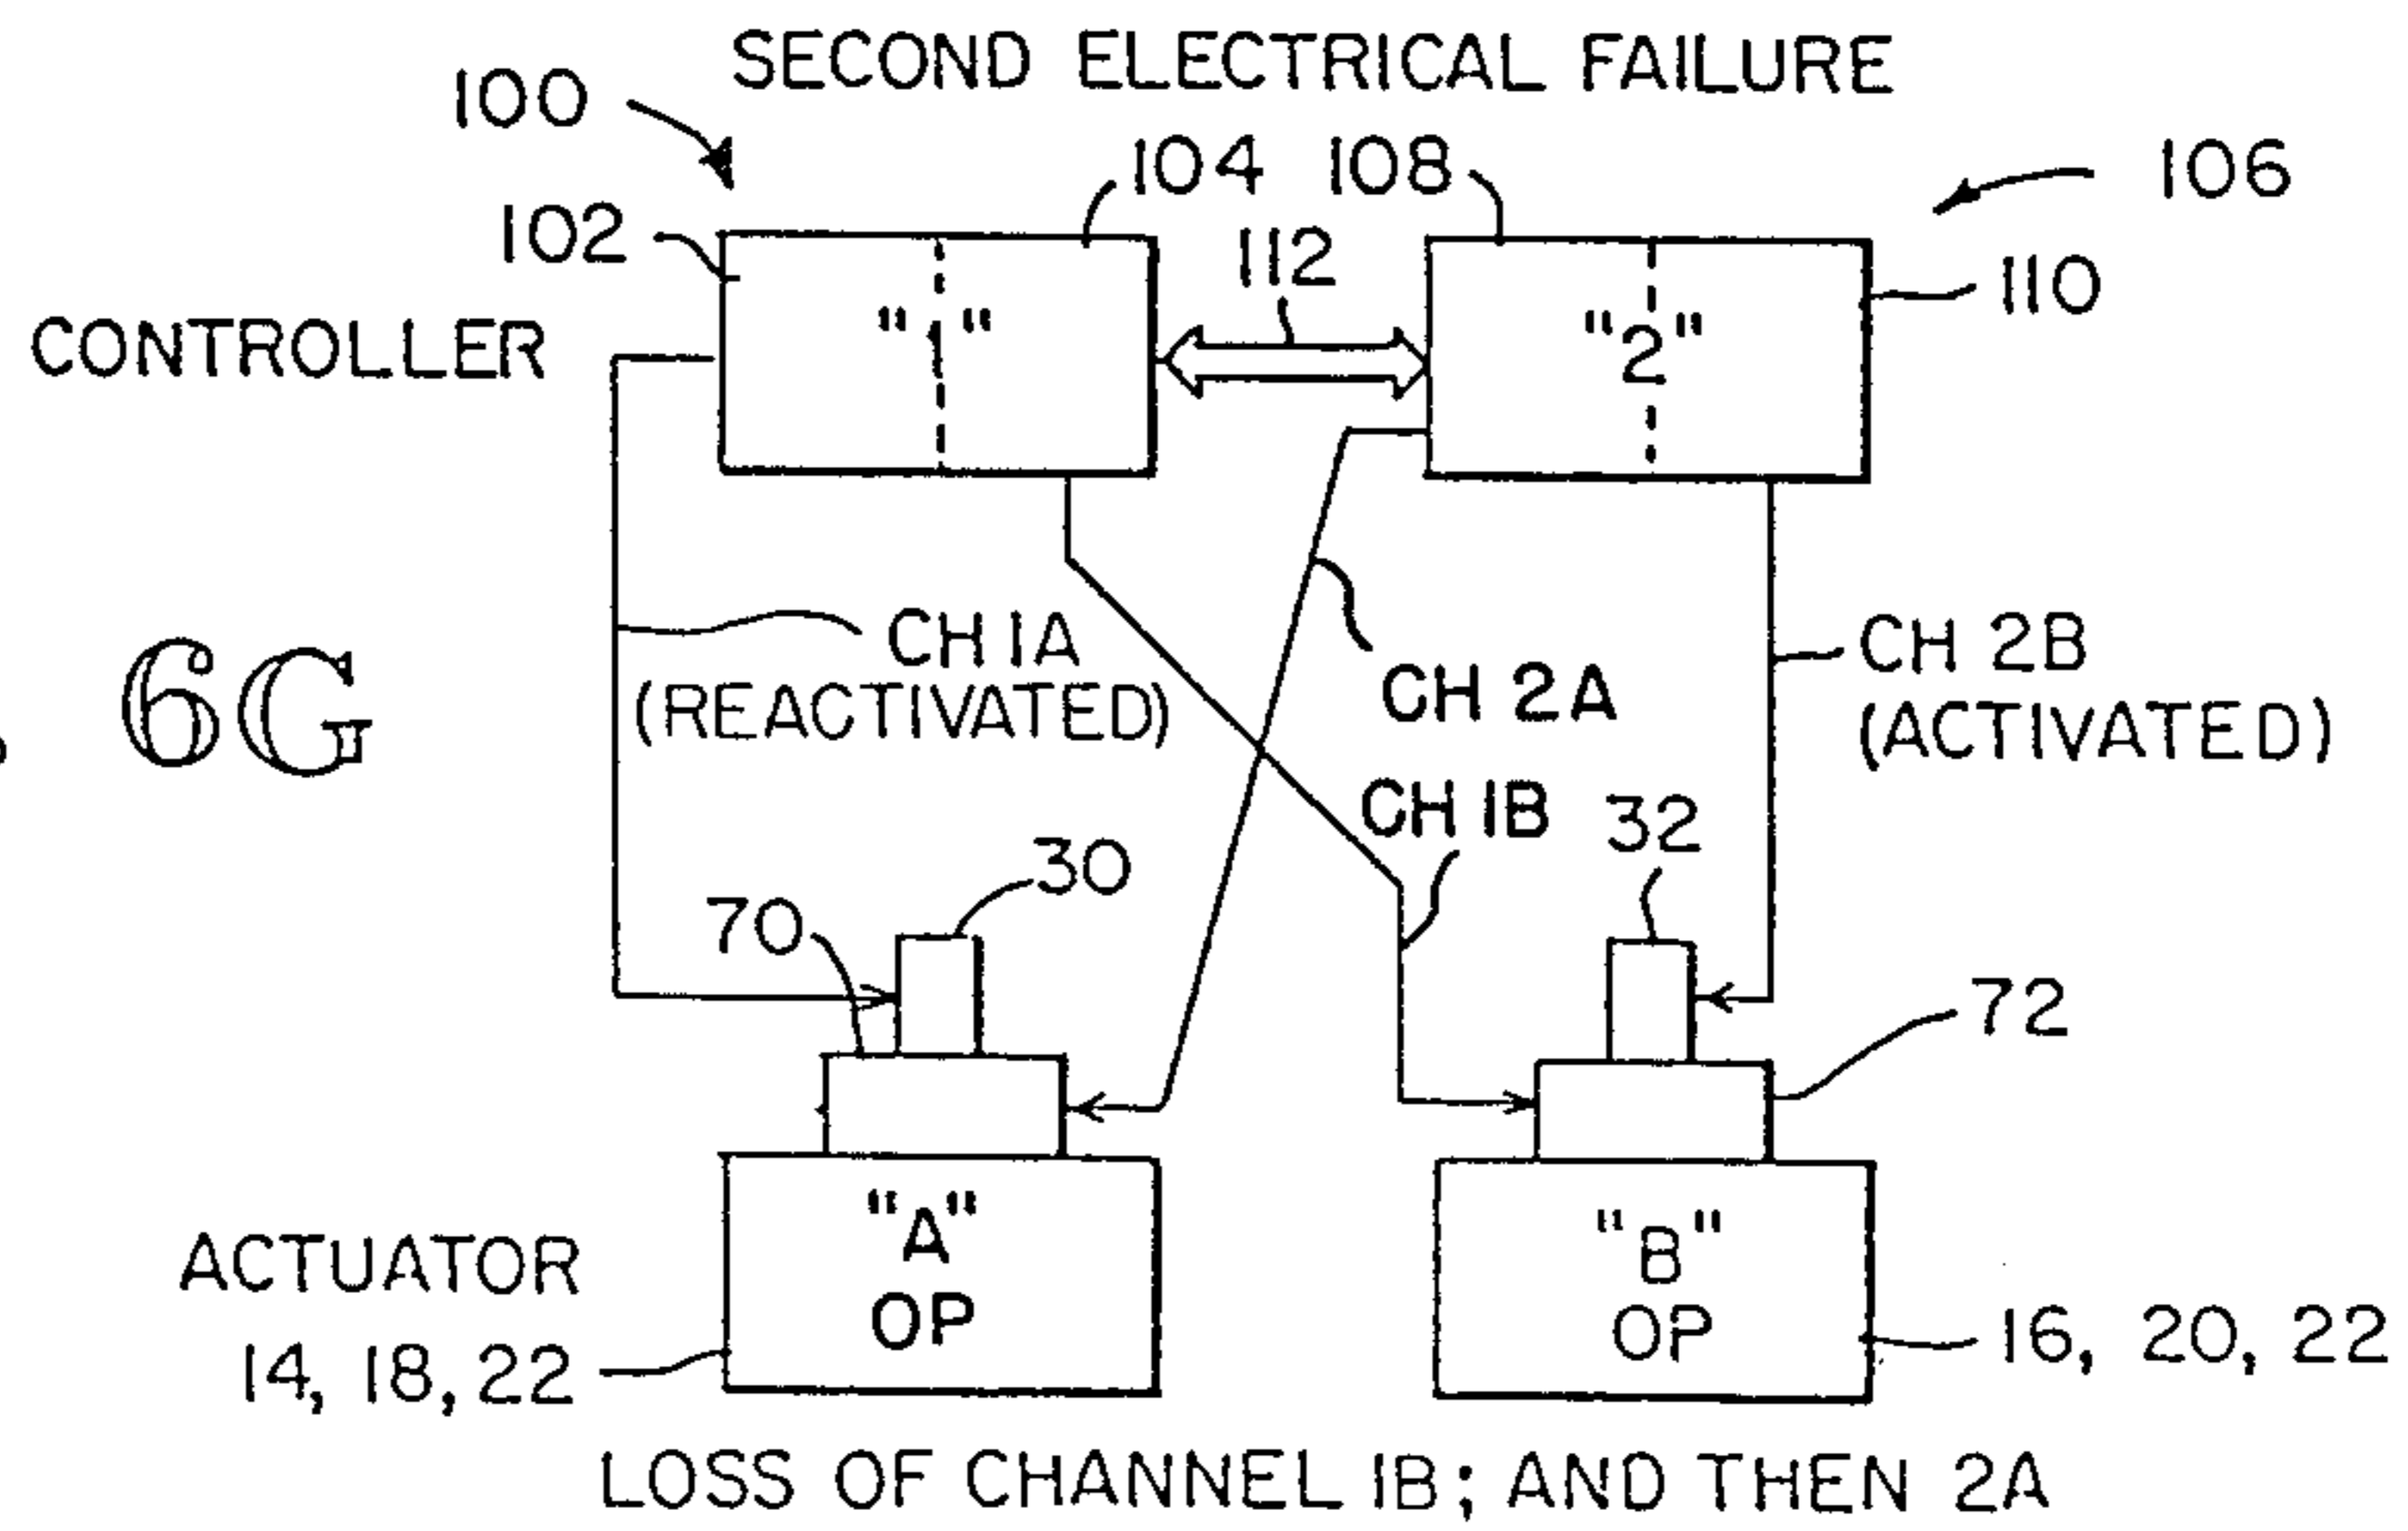 SECOND ELECTRICAL FAILURE
100
104
108
106
102
112
110
CONTROLLER
"1"
"2"
CH 1A
(REACTIVATED)
CH 2A
CH 2B
(ACTIVATED)
6G
CH 1B
32
30
70
72
"A"
OP
"B"
OP
ACTUATOR
14, 18, 22
16, 20, 22
LOSS OF CHANNEL 1B; AND THEN 2A